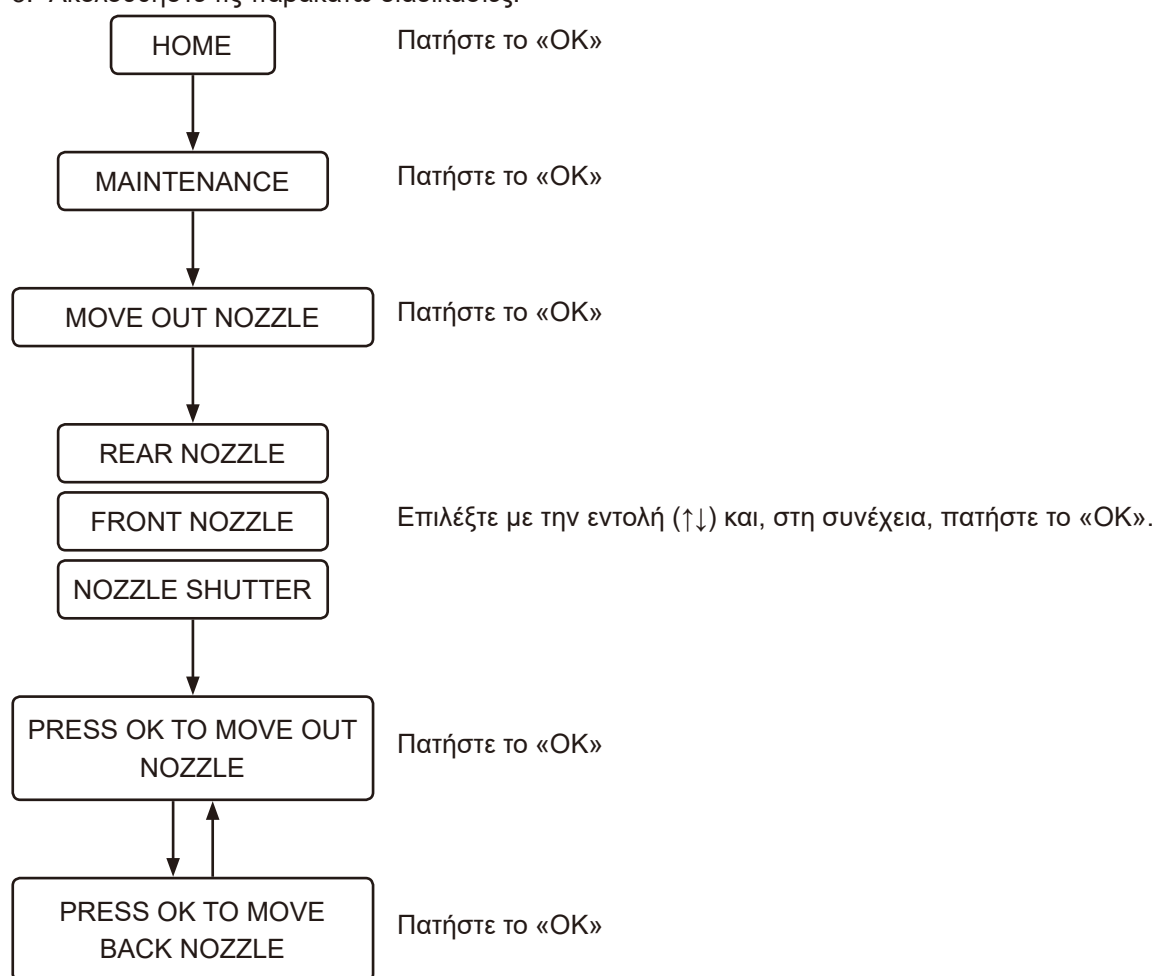 HOME
Πατήστε το «OK»
MAINTENANCE
Πατήστε το «OK»
MOVE OUT NOZZLE
Πατήστε το «OK»
REAR NOZZLE
FRONT NOZZLE
Επιλέξτε με την εντολή (↑↓) και, στη συνέχεια, πατήστε το «OK».
NOZZLE SHUTTER
PRESS OK TO MOVE OUT
NOZZLE
Πατήστε το «OK»
PRESS OK TO MOVE
BACK NOZZLE
Πατήστε το «OK»